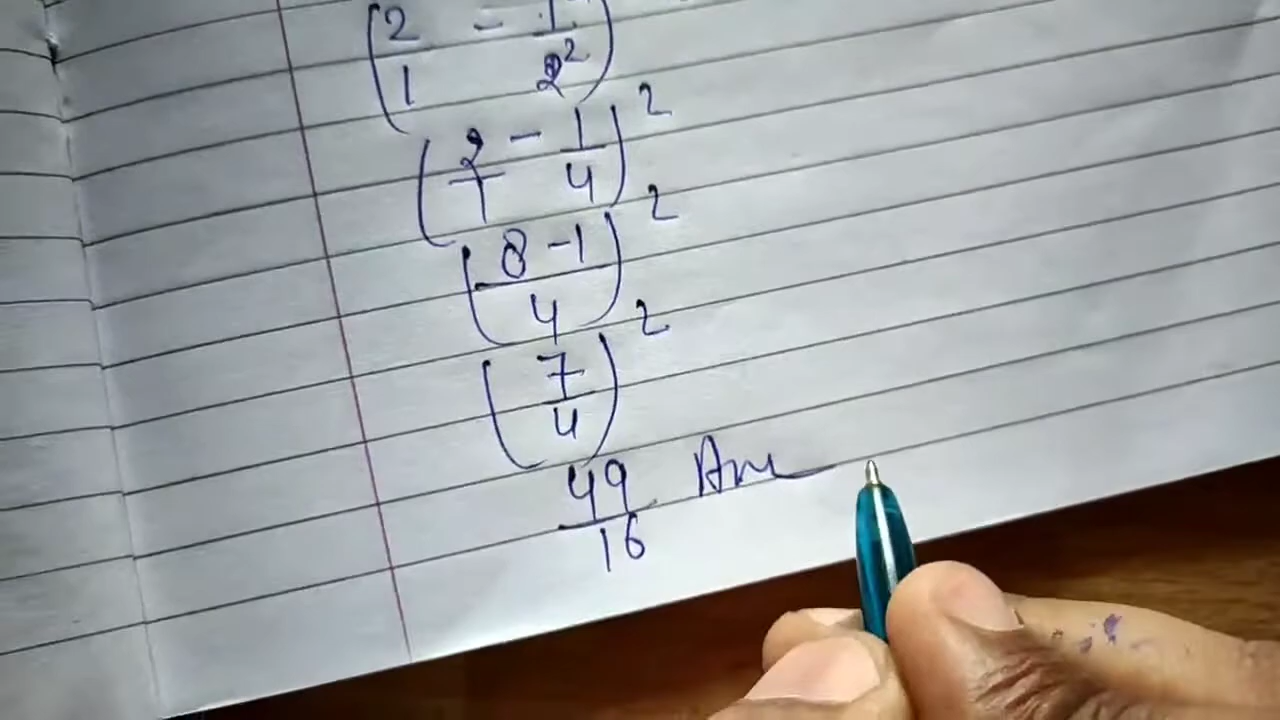 (2/1 - 1/2²)
(2/1 - 1/4)²
(8-1/4)²
(7/4)²
49/16 Ans